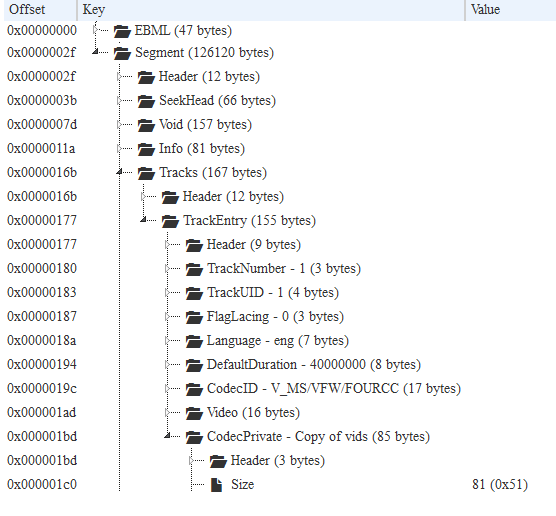 Offset Key Value
0x00000000 EBML (47 bytes)
0x0000002f Segment (126120 bytes)
0x0000002f Header (12 bytes)
0x0000003b SeekHead (66 bytes)
0x0000007d Void (157 bytes)
0x0000011a Info (81 bytes)
0x0000016b Tracks (167 bytes)
0x0000016b Header (12 bytes)
0x00000177 TrackEntry (155 bytes)
0x00000177 Header (9 bytes)
0x00000180 TrackNumber - 1 (3 bytes)
0x00000183 TrackUID - 1 (4 bytes)
0x00000187 FlagLacing - 0 (3 bytes)
0x0000018a Language - eng (7 bytes)
0x00000194 DefaultDuration - 40000000 (8 bytes)
0x0000019c CodecID - V_MS/VFW/FOURCC (17 bytes)
0x000001ad Video (16 bytes)
0x000001bd CodecPrivate - Copy of vids (85 bytes)
0x000001bd Header (3 bytes)
0x000001c0 Size 81 (0x51)